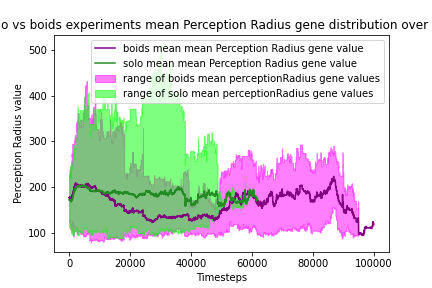 o vs boids experiments mean Perception Radius gene distribution over
boids mean mean Perception Radius gene value
solo mean mean Perception Radius gene value
range of boids mean perceptionRadius gene values
range of solo mean perceptionRadius gene values
Perception Radius value
500
400
300
200
100
0
20000
40000
60000
80000
100000
Timesteps